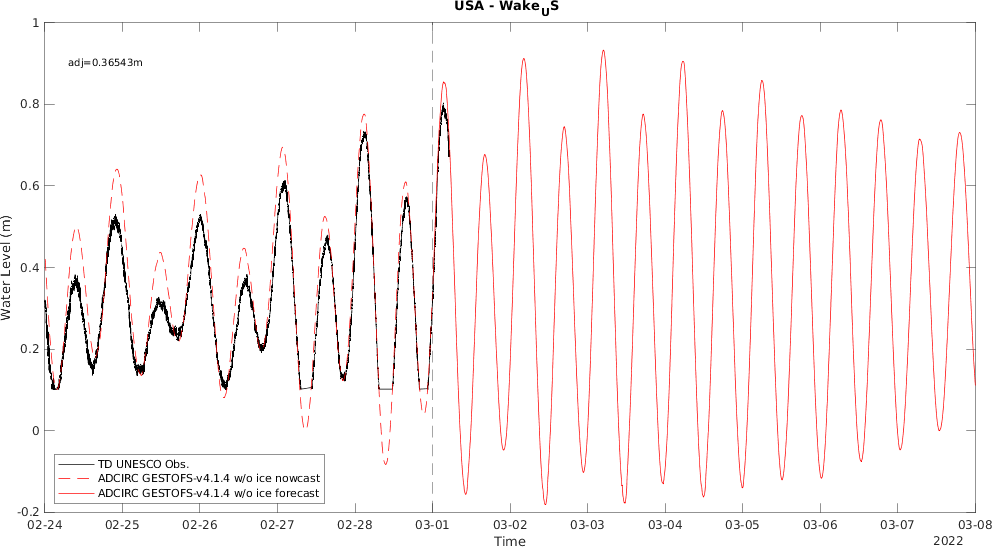 USA - WakeUS
1
adj=0.36543m
0.8
0.6
0.4
0.2
0
-0.2
Water Level (m)
TD UNESCO Obs.
ADCIRC GESTOFS-v4.1.4 w/o ice nowcast
ADCIRC GESTOFS-v4.1.4 w/o ice forecast
02-24 02-25 02-26 02-27 02-28 03-01 03-02 03-03 03-04 03-05 03-06 03-07 03-08
Time
2022